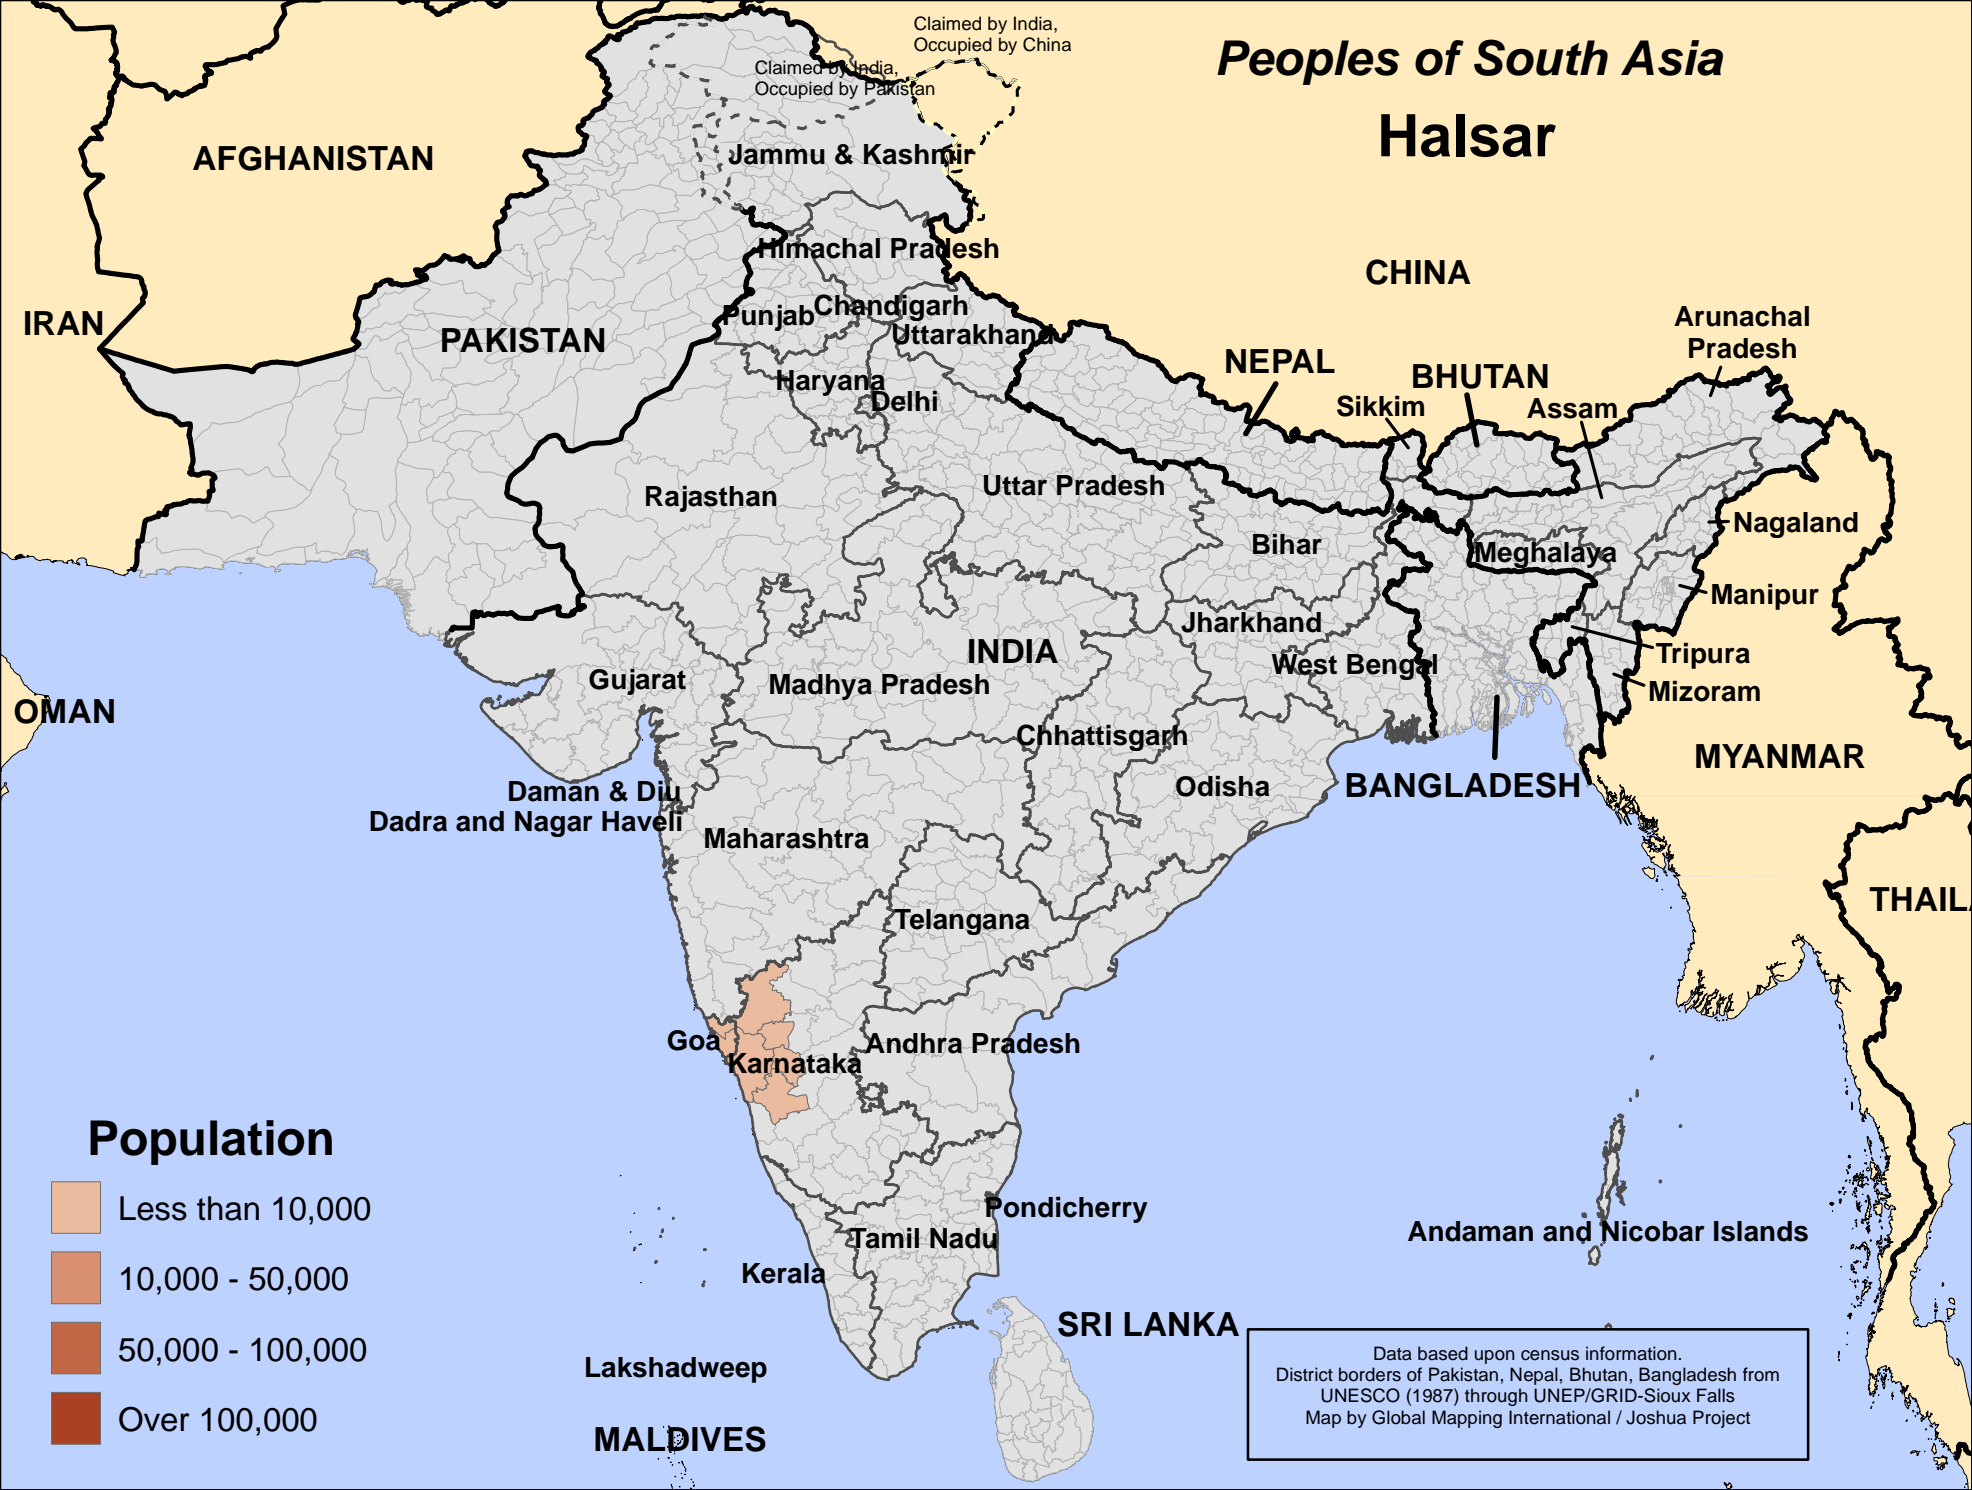 Peoples of South Asia
Halsar
Claimed by India,
Occupied by China
Claimed by India,
Occupied by Pakistan
AFGHANISTAN
Jammu & Kashmir
Himachal Pradesh
CHINA
IRAN
PAKISTAN
Punjab
Chandigarh
Uttarakhand
Arunachal
Pradesh
NEPAL
BHUTAN
Haryana
Delhi
Sikkim
Assam
Rajasthan
Uttar Pradesh
Bihar
Nagaland
Meghalaya
Manipur
Jharkhand
INDIA
West Bengal
Tripura
Mizoram
Gujarat
Madhya Pradesh
OMAN
Chhattisgarh
MYANMAR
Odisha
BANGLADESH
Daman & Diu
Dadra and Nagar Haveli
Maharashtra
THAIL
Telangana
Goa
Karnataka
Andhra Pradesh
Pondicherry
Tamil Nadu
Andaman and Nicobar Islands
Kerala
SRI LANKA
Lakshadweep
MALDIVES
Population
Less than 10,000
10,000 - 50,000
50,000 - 100,000
Over 100,000
Data based upon census information.
District borders of Pakistan, Nepal, Bhutan, Bangladesh from
UNESCO (1987) through UNEP/GRID-Sioux Falls
Map by Global Mapping International / Joshua Project